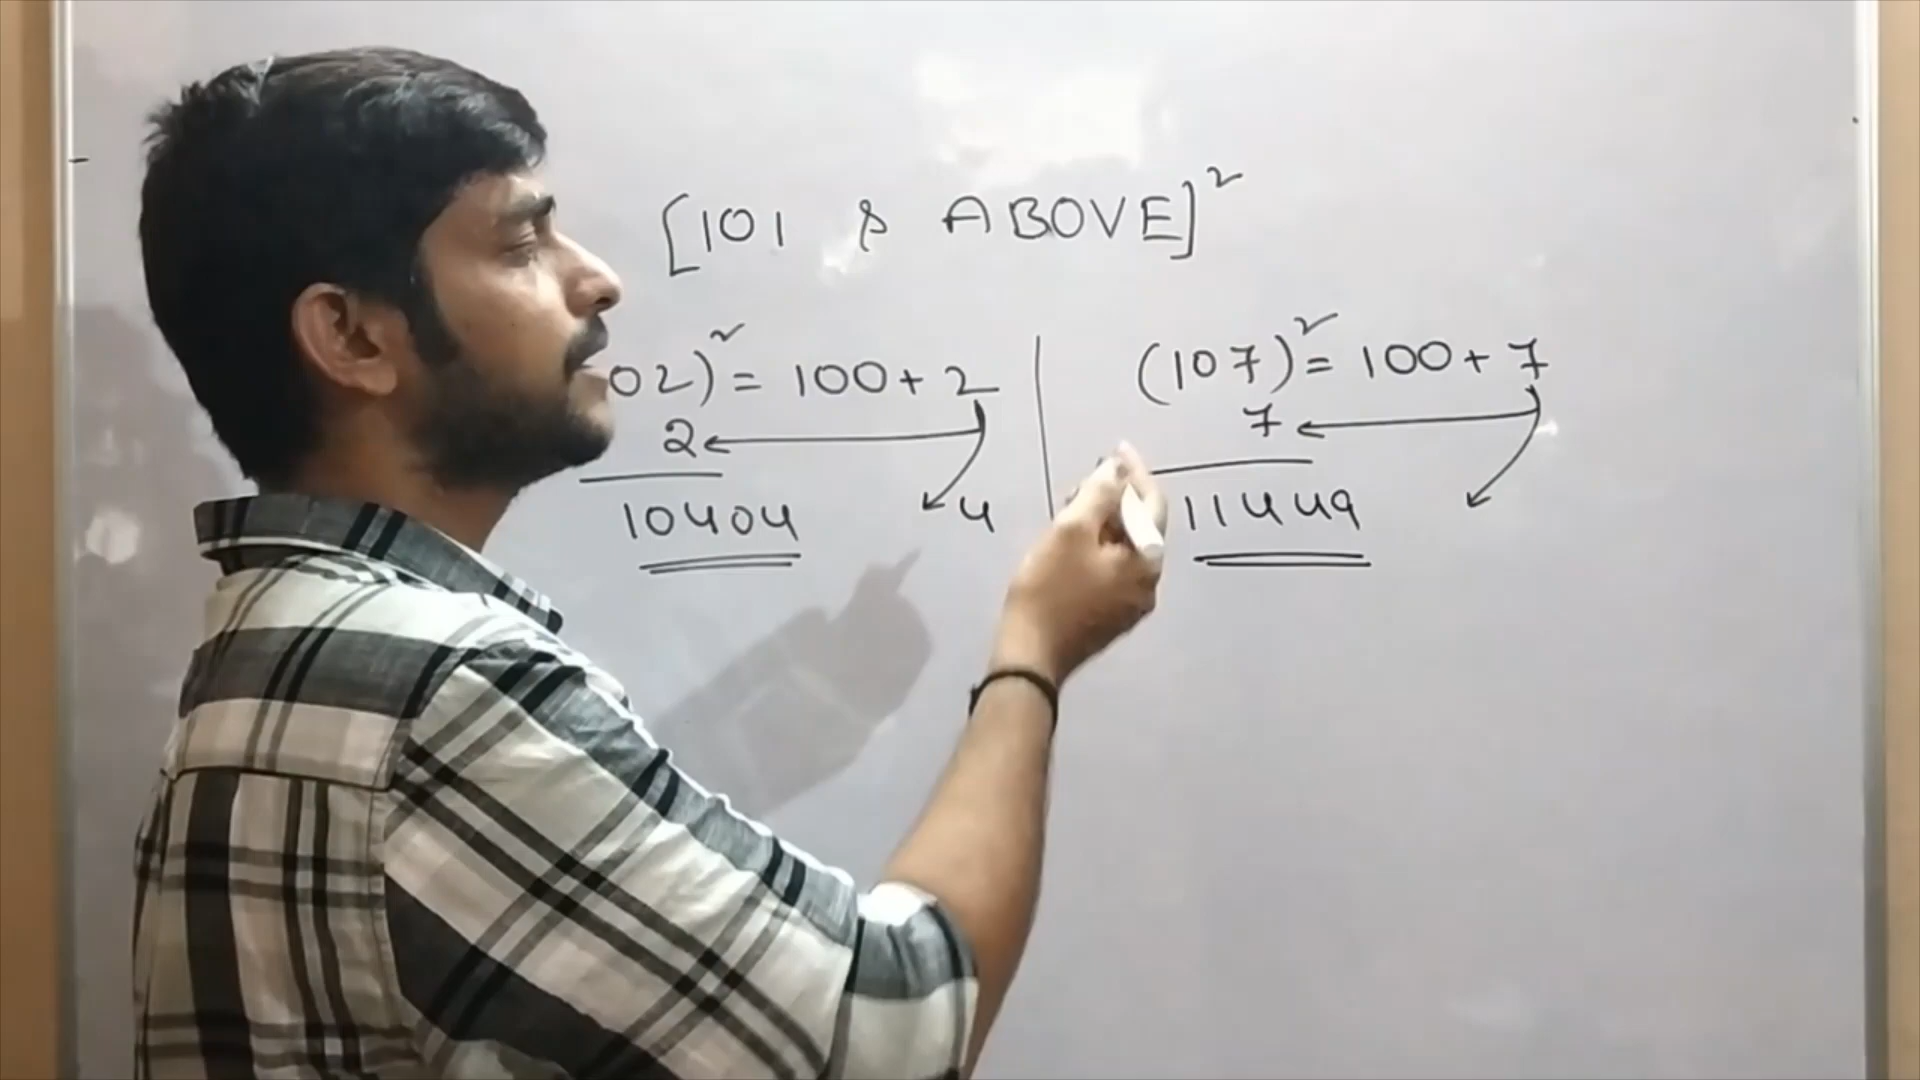 [101 & ABOVE]²
02)² = 100 + 2
2
10404 4
(107)² = 100 + 7
7
11449